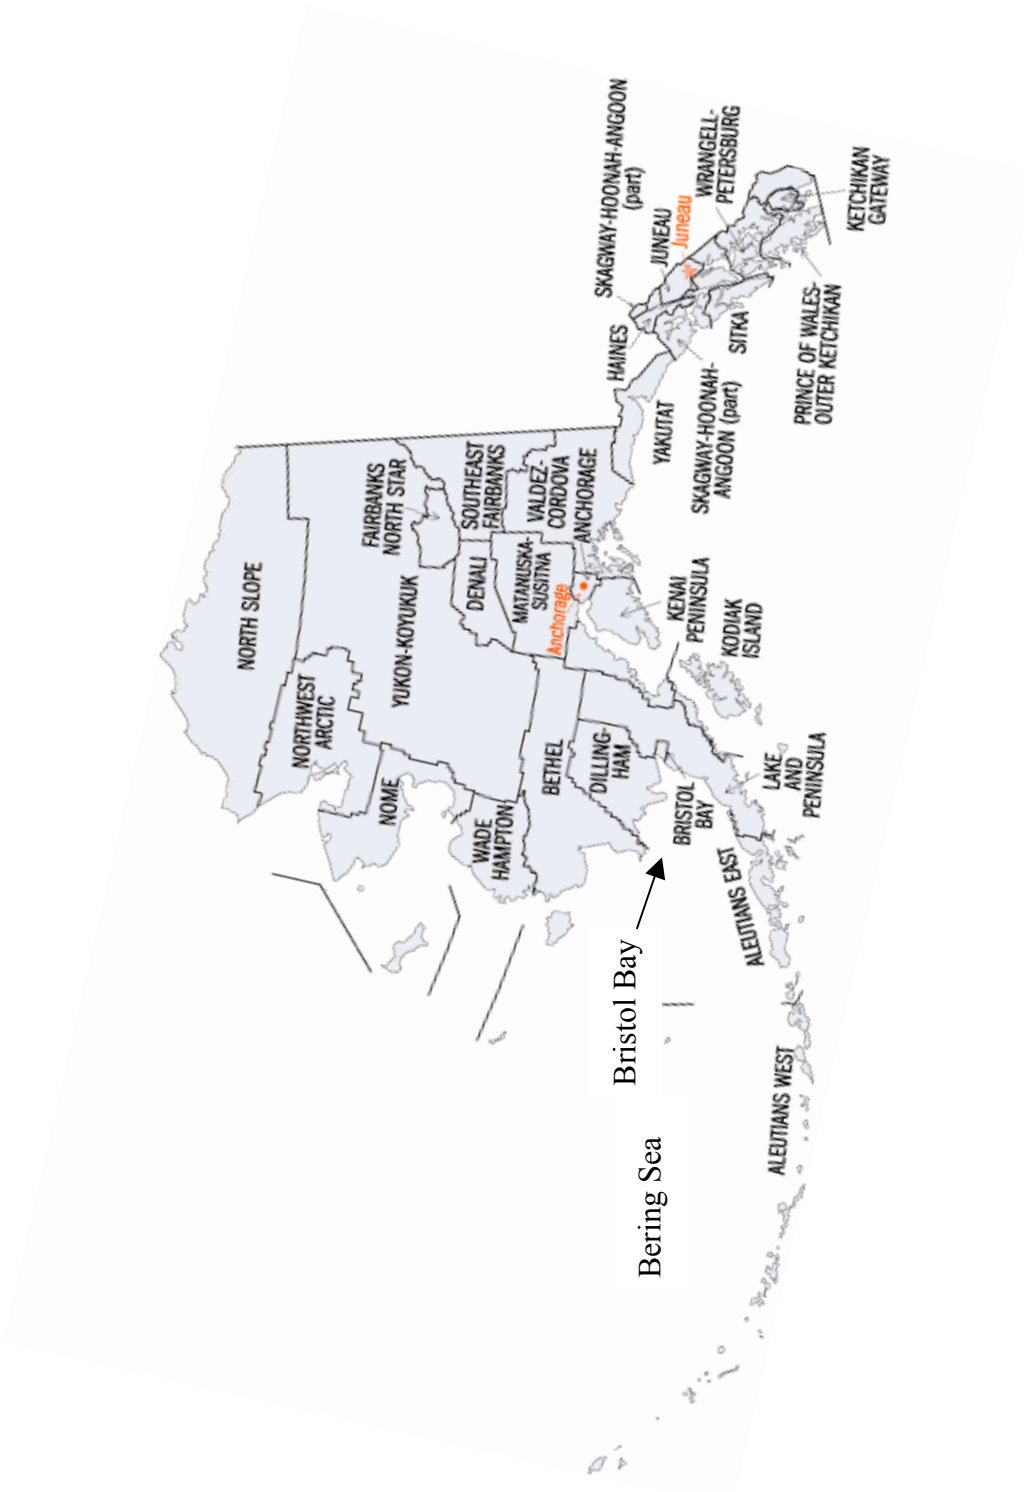 NORTH SLOPE
NORTHWEST
ARCTIC
NOME
YUKON-KOYUKUK
FAIRBANKS
NORTH STAR
SOUTHEAST
FAIRBANKS
DENALI
WADE
HAMPTON
BETHEL
MATANUSKA-
SUSITNA
VALDEZ-
CORDOVA
ANCHORAGE
Anchorage
DILLING-
HAM
BRISTOL
BAY
KENAI
PENINSULA
KODIAK
ISLAND
LAKE
AND
PENINSULA
ALEUTIANS EAST
ALEUTIANS WEST
Bristol Bay
Bering Sea
YAKUTAT
HAINES
SKAGWAY-HOONAH-ANGOON
(part)
JUNEAU
Juneau
WRANGELL-
PETERSBURG
SKAGWAY-HOONAH-
ANGOON (part)
SITKA
PRINCE OF WALES-
OUTER KETCHIKAN
KETCHIKAN
GATEWAY